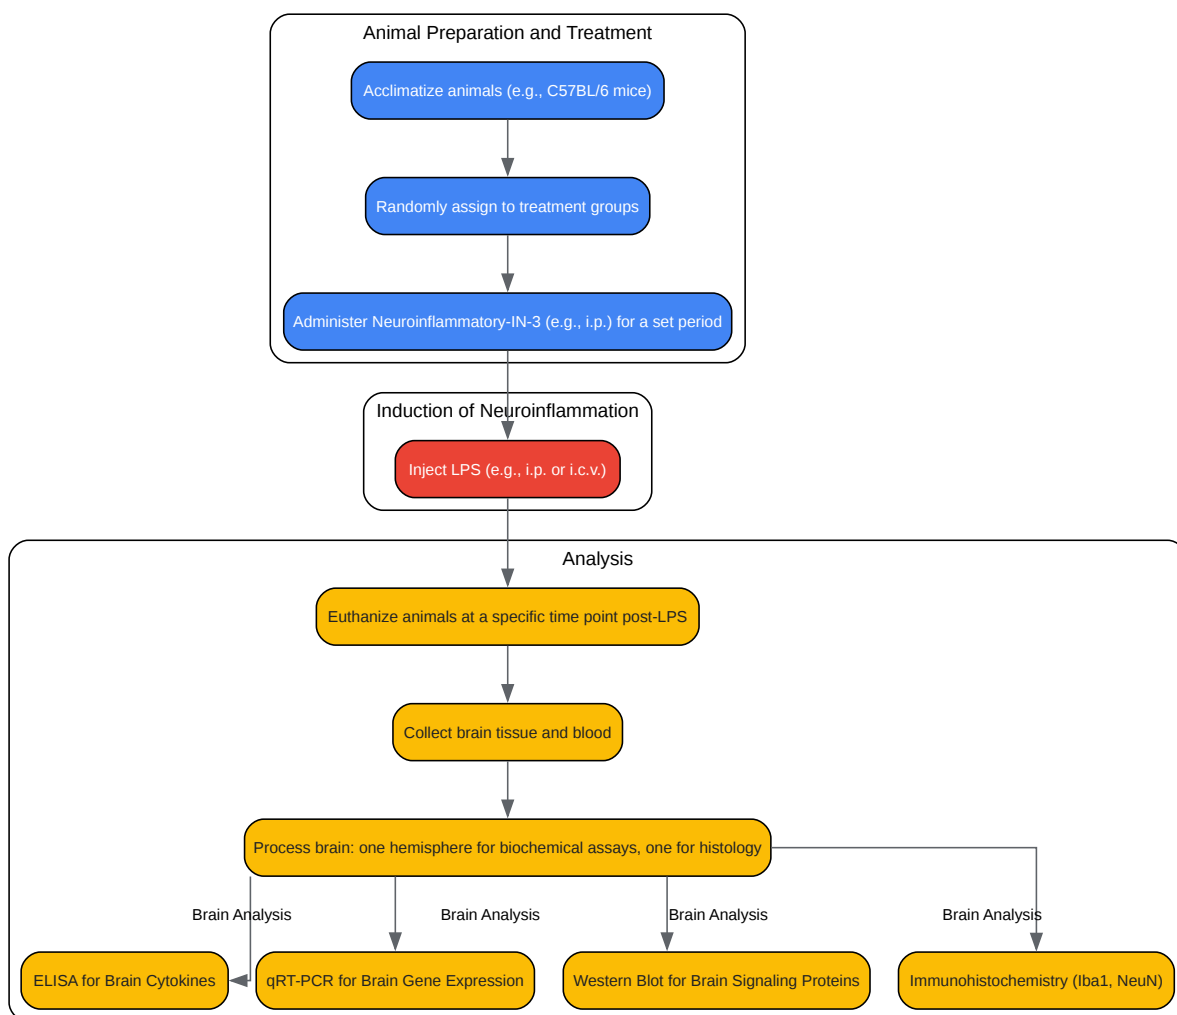 Animal Preparation and Treatment
Acclimatize animals (e.g., C57BL/6 mice)
Randomly assign to treatment groups
Administer Neuroinflammatory-IN-3 (e.g., i.p.) for a set period
Induction of Neuroinflammation
Inject LPS (e.g., i.p. or i.c.v.)
Analysis
Euthanize animals at a specific time point post-LPS
Collect brain tissue and blood
Process brain: one hemisphere for biochemical assays, one for histology
Brain Analysis
Brain Analysis
Brain Analysis
Brain Analysis
ELISA for Brain Cytokines
qRT-PCR for Brain Gene Expression
Western Blot for Brain Signaling Proteins
Immunohistochemistry (Iba1, NeuN)